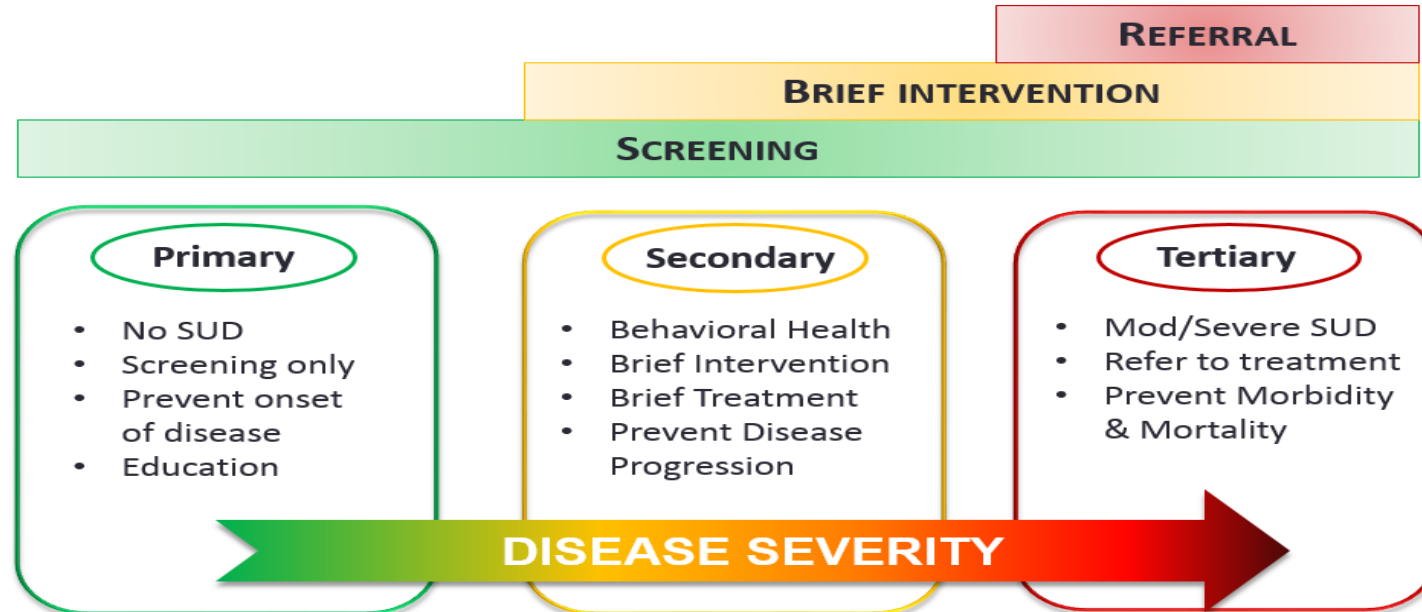 REFERRAL
BRIEF INTERVENTION
SCREENING
Primary
• No SUD
• Screening only
• Prevent onset
of disease
• Education
Secondary
• Behavioral Health
• Brief Intervention
• Brief Treatment
• Prevent Disease
Progression
Tertiary
• Mod/Severe SUD
• Refer to treatment
• Prevent Morbidity
& Mortality
DISEASE SEVERITY